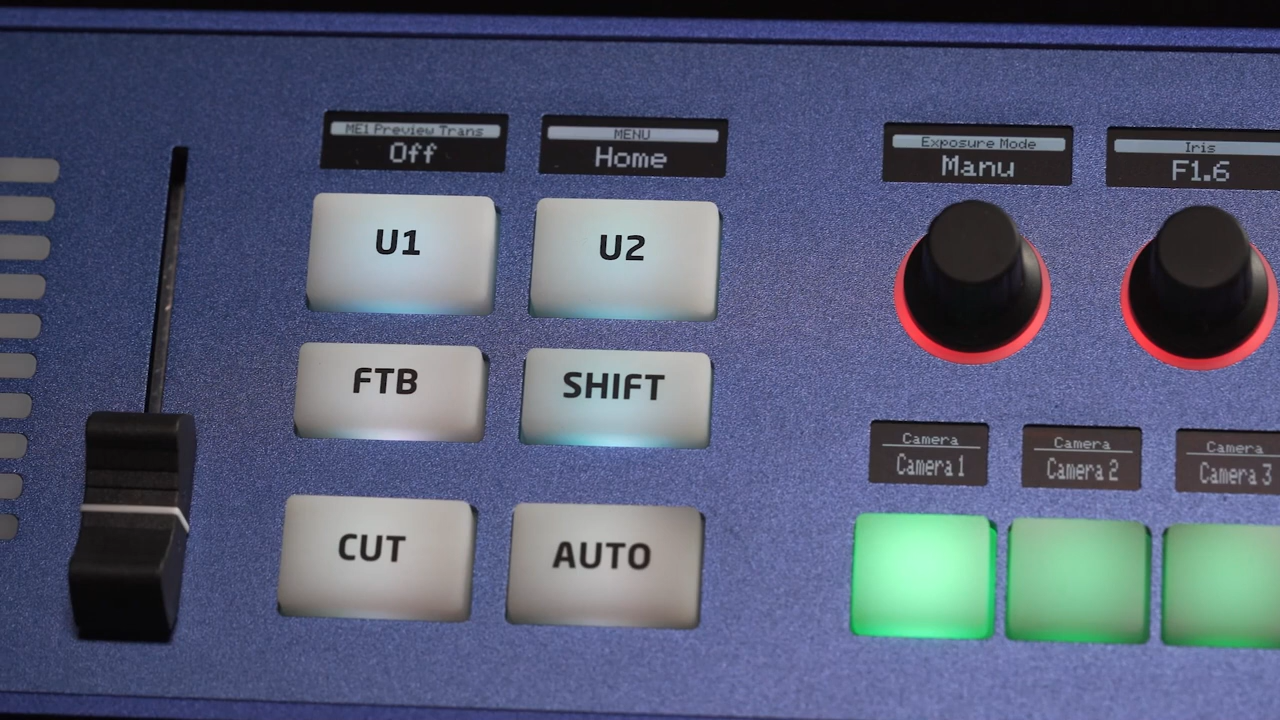 ME1 Preview Trans
Off
MENU
Home
Exposure Mode
Manu
Iris
F1.6
U1
U2
FTB
SHIFT
Camera
Camera 1
Camera
Camera 2
Camera
Camera 3
CUT
AUTO